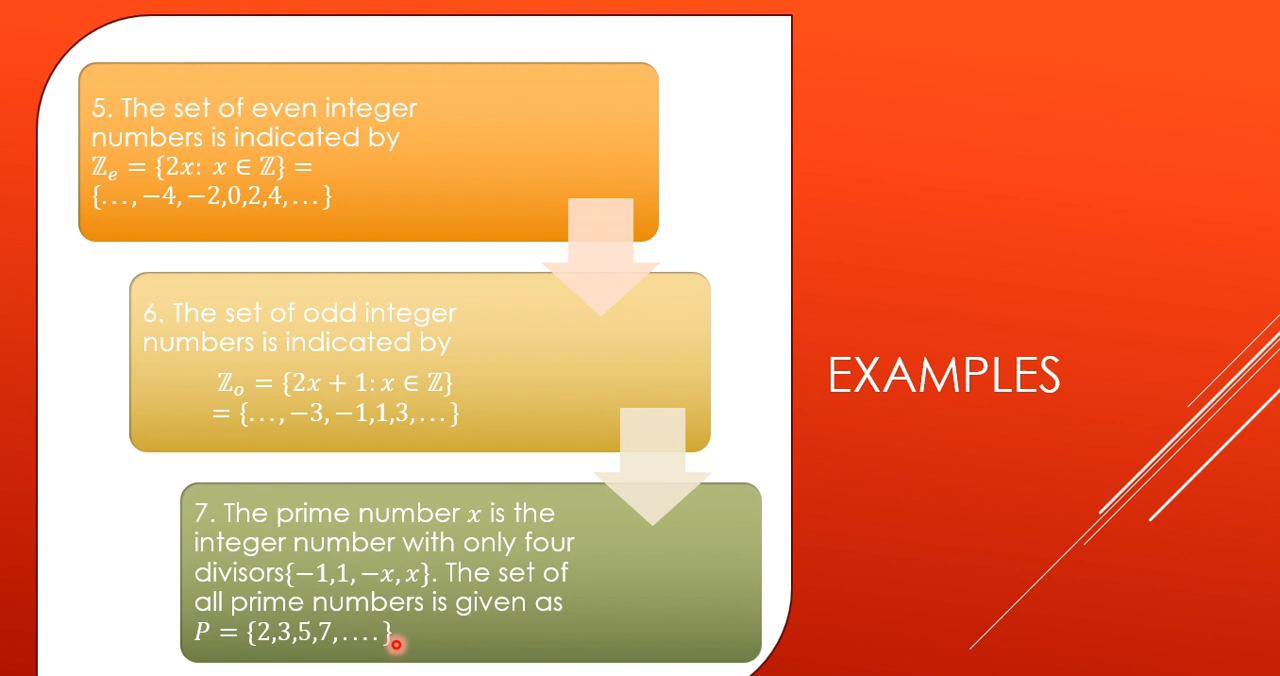 5. The set of even integer
numbers is indicated by
ℤₑ = {2𝑥: 𝑥 ∈ ℤ} =
{…, −4, −2,0,2,4, … }
6. The set of odd integer
numbers is indicated by
ℤₒ = {2𝑥 + 1: 𝑥 ∈ ℤ}
= {…, −3, −1,1,3, … }
7. The prime number 𝑥 is the
integer number with only four
divisors{−1,1, −𝑥, 𝑥}. The set of
all prime numbers is given as
𝑃 = {2,3,5,7, … . }
EXAMPLES